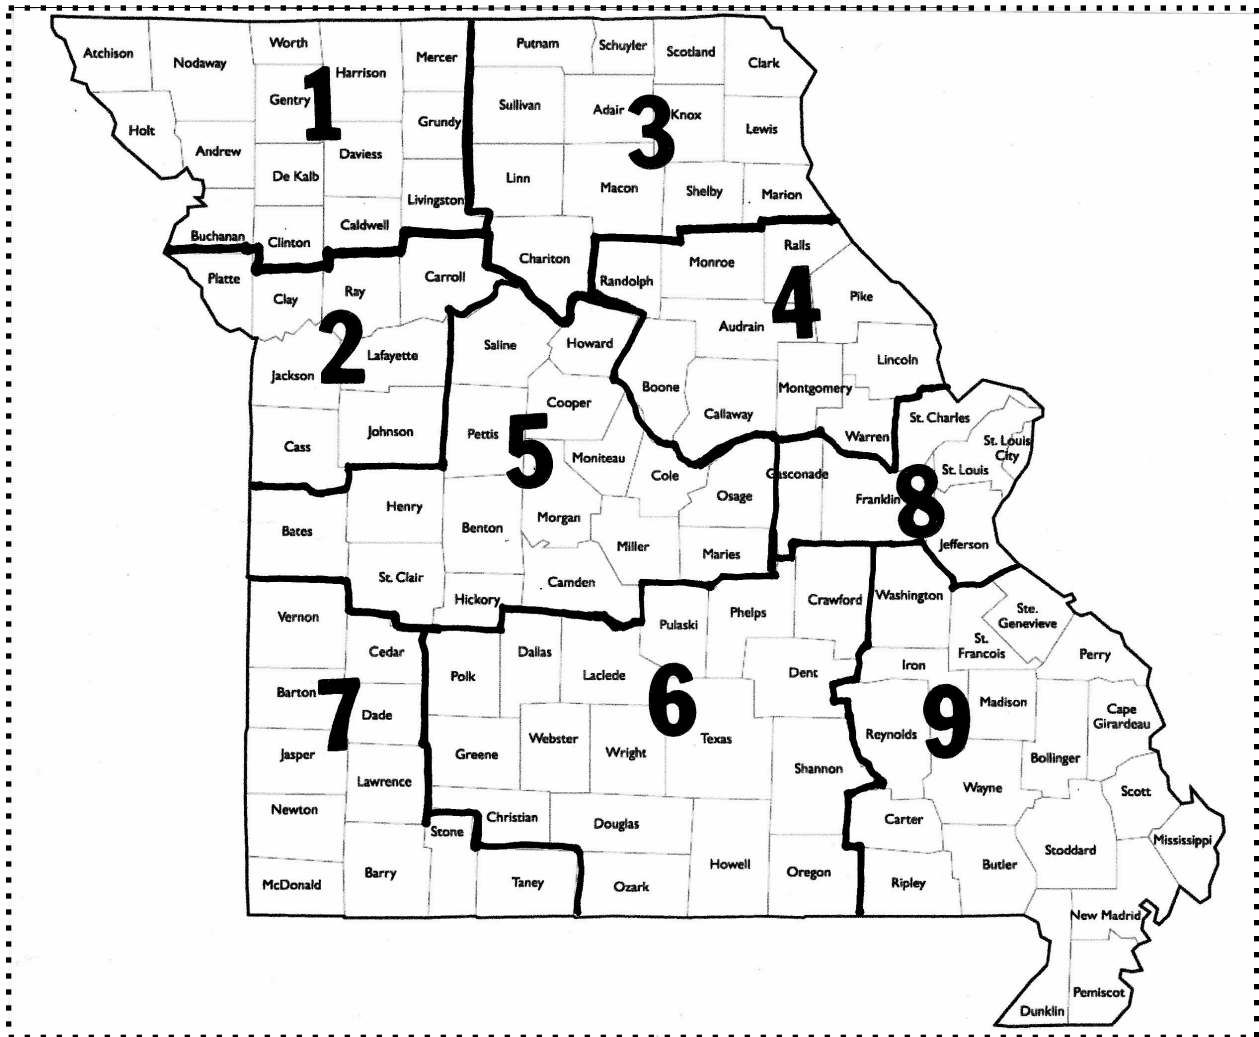 Atchison
Nodaway
Worth
Harrison
Mercer
Putnam
Schuyler
Scotland
Clark
Gentry
1
Holt
Andrew
De Kalb
Daviess
Grundy
Sullivan
Adair
3
Knox
Lewis
Livingston
Linn
Macon
Shelby
Marion
Buchanan
Clinton
Caldwell
Platte
Clay
Ray
Carroll
Chariton
Randolph
Monroe
Ralls
4
Pike
2
Jackson
Lafayette
Saline
Howard
Audrain
Lincoln
Boone
Callaway
Montgomery
Warren
Cass
Johnson
Pettis
5
Cooper
Moniteau
Cole
Osage
Gasconade
Franklin
8
St. Charles
St. Louis
City
St. Louis
Jefferson
Bates
Henry
Benton
Morgan
Miller
Maries
St. Clair
Hickory
Camden
Vernon
Cedar
Polk
Dallas
Laclede
Pulaski
Phelps
Crawford
Washington
Ste.
Genevieve
St.
Francois
Perry
Iron
Dent
6
Barton
7
Dade
Jasper
Greene
Webster
Wright
Texas
Shannon
Reynolds
9
Madison
Cape
Girardeau
Bollinger
Wayne
Scott
Lawrence
Newton
Stone
Christian
Douglas
Carter
Mississippi
McDonald
Barry
Taney
Ozark
Howell
Oregon
Ripley
Butler
Stoddard
New Madrid
Pemiscot
Dunklin